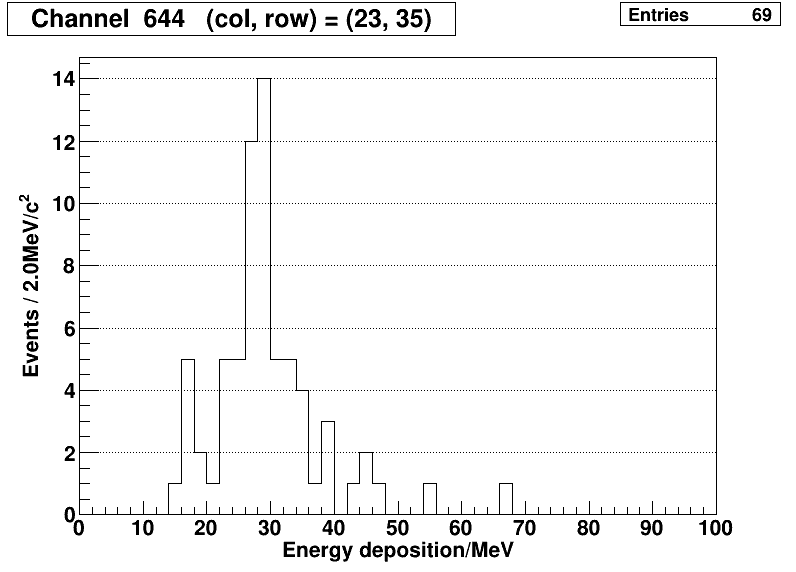 Channel 644 (col, row) = (23, 35)
Entries 69
14
12
10
8
6
4
2
0
Events / 2.0MeV/c²
0 10 20 30 40 50 60 70 80 90 100
Energy deposition/MeV